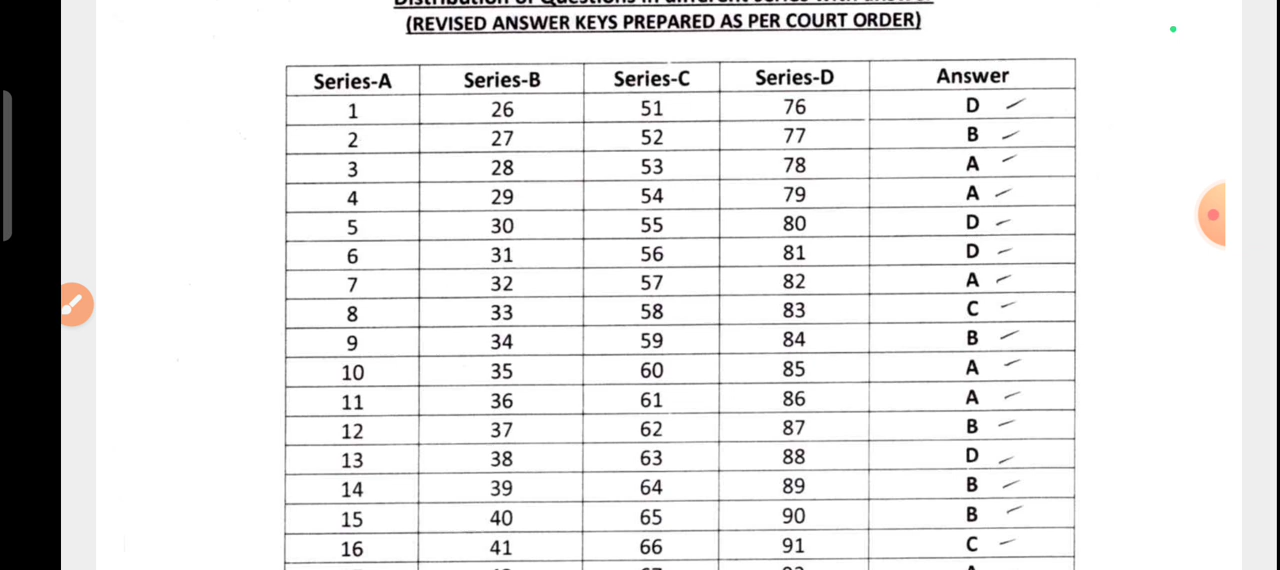 (REVISED ANSWER KEYS PREPARED AS PER COURT ORDER)
Series-A Series-B Series-C Series-D Answer
1 26 51 76 D
2 27 52 77 B
3 28 53 78 A
4 29 54 79 A
5 30 55 80 D
6 31 56 81 D
7 32 57 82 A
8 33 58 83 C
9 34 59 84 B
10 35 60 85 A
11 36 61 86 A
12 37 62 87 B
13 38 63 88 D
14 39 64 89 B
15 40 65 90 B
16 41 66 91 C